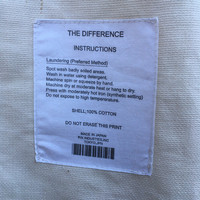 THE DIFFERENCE
INSTRUCTIONS
Laundering (Preferred Method)
Spot wash badly soiled areas.
Wash in water using detergent.
Machine spin or squeeze by hand.
Machine dry at moderate heat or hang to dry.
Press with moderately hot iron (synthetic setting)
Do not expose to high temperature.
SHELL:100% COTTON
DO NOT ERASE THIS PRINT
MADE IN JAPAN